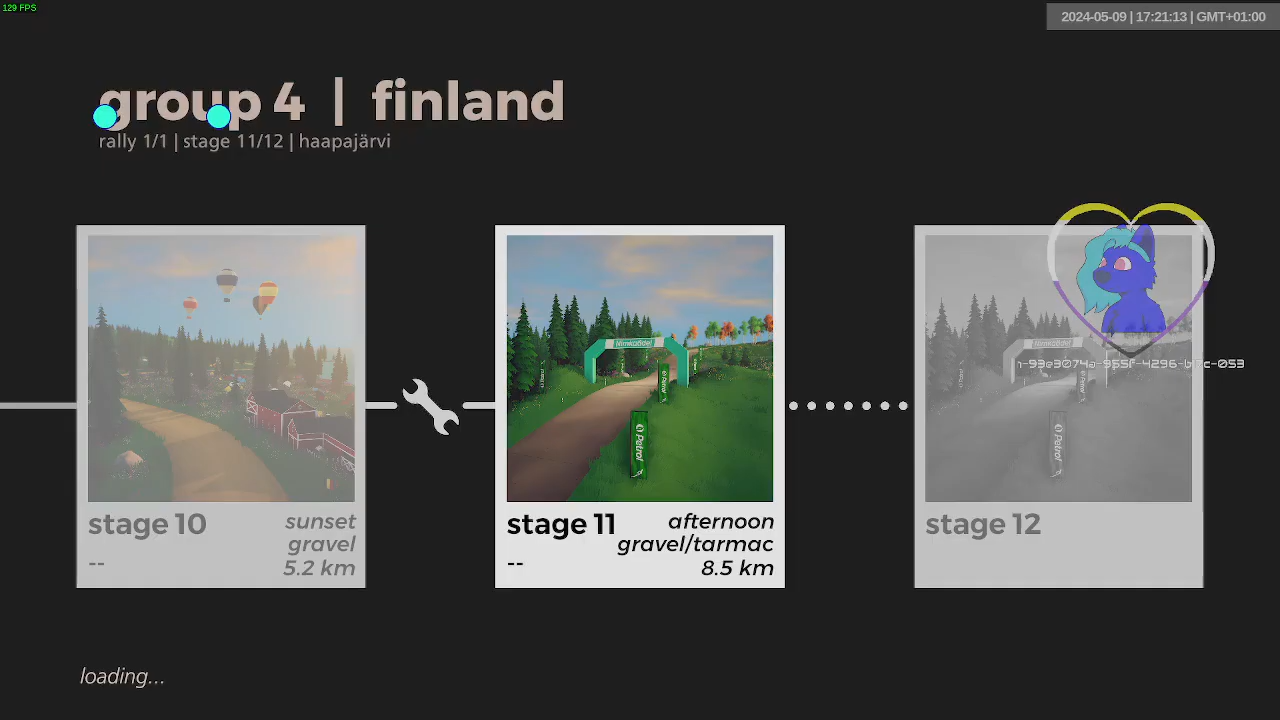 129 FPS
2024-05-09 | 17:21:13 | GMT+01:00
group 4 | finland
rally 1/1 | stage 11/12 | haapajärvi
stage 10
sunset
gravel
--
5.2 km
Petrol
stage 11
afternoon
gravel/tarmac
--
8.5 km
Petrol
stage 12
loading...